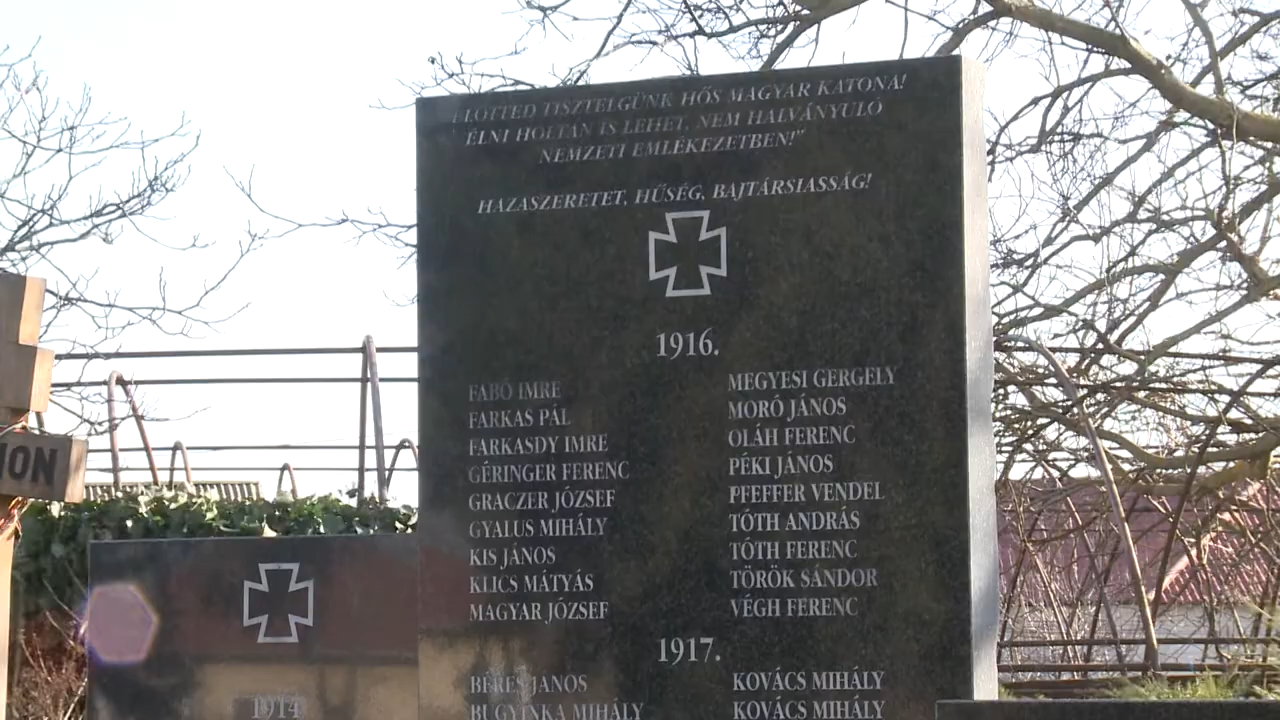 ELŐTTED TISZTELGÜNK HŐS MAGYAR KATONA!
ÉLNI HOLTAN IS LEHET, NEM HALVÁNYULÓ
NEMZETI EMLÉKEZETBEN!"
HAZASZERETET, HŰSÉG, BAJTÁRSIASSÁG!
1916.
FABÓ IMRE
FARKAS PÁL
FARKASDY IMRE
GÉRINGER FERENC
GRACZER JÓZSEF
GYALUS MIHÁLY
KIS JÁNOS
KLICS MÁTYÁS
MAGYAR JÓZSEF
MEGYESI GERGELY
MORÓ JÁNOS
OLÁH FERENC
PÉKI JÁNOS
PFEFFER VENDEL
TÓTH ANDRÁS
TÓTH FERENC
TÖRÖK SÁNDOR
VÉGH FERENC
1917.
BÉRES JÁNOS
BUGYINKA MIHÁLY
KOVÁCS MIHÁLY
KOVÁCS MIHÁLY
1914
ION